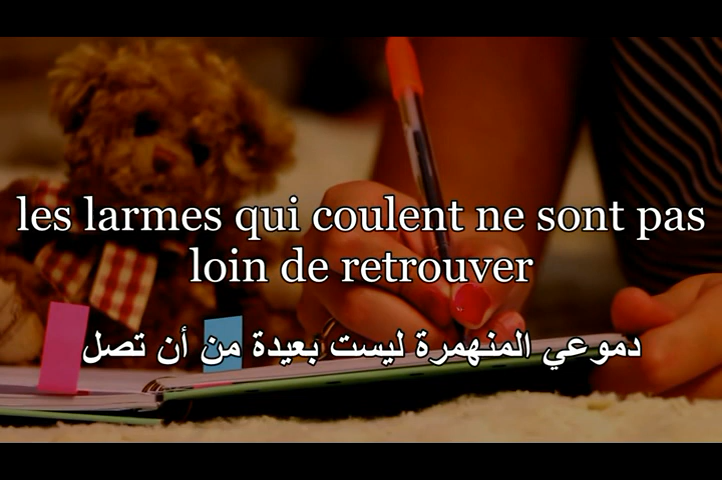 les larmes qui coulent ne sont pas
loin de retrouver
دموعي المنهمرة ليست بعيدة من أن تصل